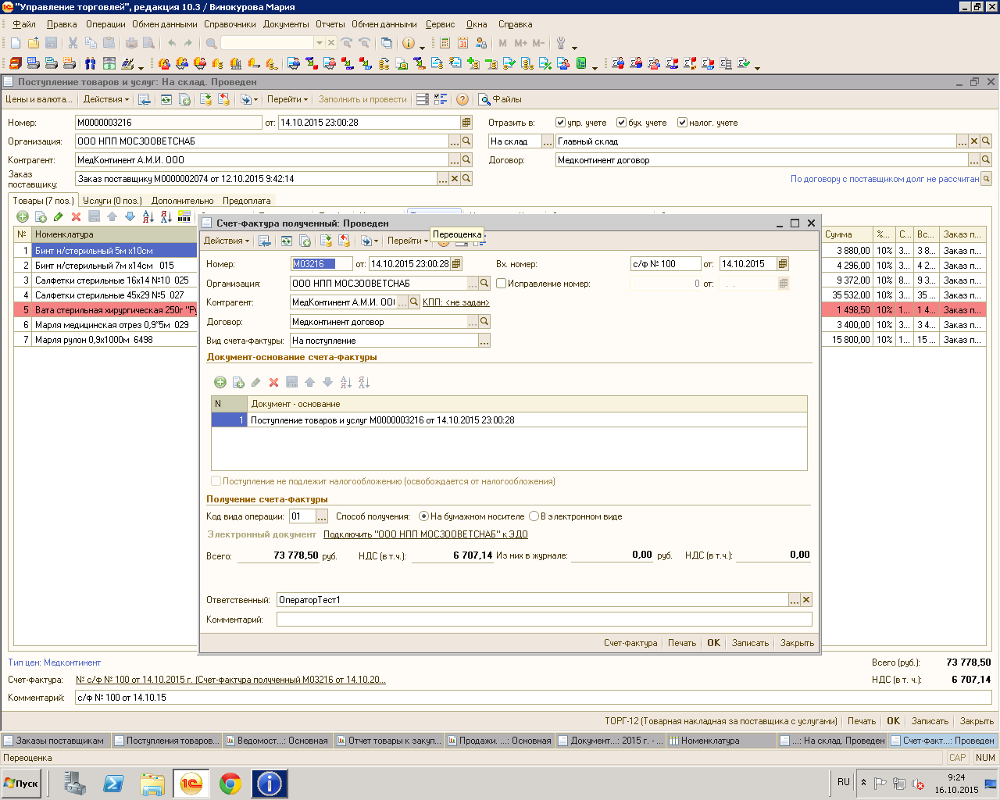 "Управление торговлей", редакция 10.3 / Винокурова Мария
Файл Правка Операции Обмен данными Справочники Документы Отчеты Обмен данными Сервис Окна Справка
M M+ M-
Поступление товаров и услуг: На склад. Проведен
Цены и валюта... Действия Перейти Заполнить и провести Файлы
Номер: М0000003216 от: 14.10.2015 23:00:28 Отразить в: упр. учете бух. учете налог. учете
Организация: ООО НПП МОСЗООВЕТСНАБ На склад Главный склад
Контрагент: МедКонтинент А.М.И. ООО Договор: Медконтинент договор
Заказ поставщику: Заказ поставщику М0000002074 от 12.10.2015 9:42:14 По договору с поставщиком долг не рассчитан
Товары (7 поз.) Услуги (0 поз.) Дополнительно Предоплата
№ Номенклатура Сумма %... С... Вс... Заказ п...
1 Бинт н/стерильный 5м х10см 3 880,00 10% 3... 3 8... Заказ п...
2 Бинт н/стерильный 7м х14см 015 4 296,00 10% 3... 4 2... Заказ п...
3 Салфетки стерильные 16х14 №10 025 9 372,00 10% 8... 9 3... Заказ п...
4 Салфетки стерильные 45х29 №5 027 35 532,00 10% 3... 35 ... Заказ п...
5 Вата стерильная хирургическая 250г "Ру 1 498,50 10% 1... 1 4... Заказ п...
6 Марля медицинская отрез 0,9*5м 029 3 400,00 10% 3... 3 4... Заказ п...
7 Марля рулон 0,9х1000м 6498 15 800,00 10% 1... 15 ... Заказ п...
Счет-фактура полученный: Проведен
Действия Перейти
Переоценка
Номер: М03216 от: 14.10.2015 23:00:28 Вх. номер: с/ф № 100 от: 14.10.2015
Организация: ООО НПП МОСЗООВЕТСНАБ Исправление номер: 0 от: . .
Контрагент: МедКонтинент А.М.И. ООО КПП: <не задан>
Договор: Медконтинент договор
Вид счета-фактуры: На поступление
Документ-основание счета-фактуры
N Документ - основание
1 Поступление товаров и услуг М0000003216 от 14.10.2015 23:00:28
Поступление не подлежит налогообложению (освобождается от налогообложения)
Получение счета-фактуры
Код вида операции: 01 Способ получения: На бумажном носителе В электронном виде
Электронный документ Подключить "ООО НПП МОСЗООВЕТСНАБ" к ЭДО
Всего: 73 778,50 руб. НДС (в т.ч.): 6 707,14 Из них в журнале: 0,00 руб. НДС (в т.ч.): 0,00
Ответственный: ОператорТест1
Комментарий:
Счет-фактура Печать OK Записать Закрыть
Тип цен: Медконтинент Всего (руб.): 73 778,50
Счет-фактура: № с/ф № 100 от 14.10.2015 г. (Счет-фактура полученный М03216 от 14.10.20... НДС (в т. ч.): 6 707,14
Комментарий: с/ф № 100 от 14.10.15
ТОРГ-12 (Товарная накладная за поставщика с услугами) Печать OK Записать Закрыть
Заказы поставщикам Поступления товаров... Ведомост...: Основная Отчет товары к закуп... Продажи. ...: Основная Документ...: 2015 г. - ... Номенклатура ...: На склад. Проведен Счет-факт...: Проведен
Переоценка CAP NUM
Пуск RU 9:24
16.10.2015